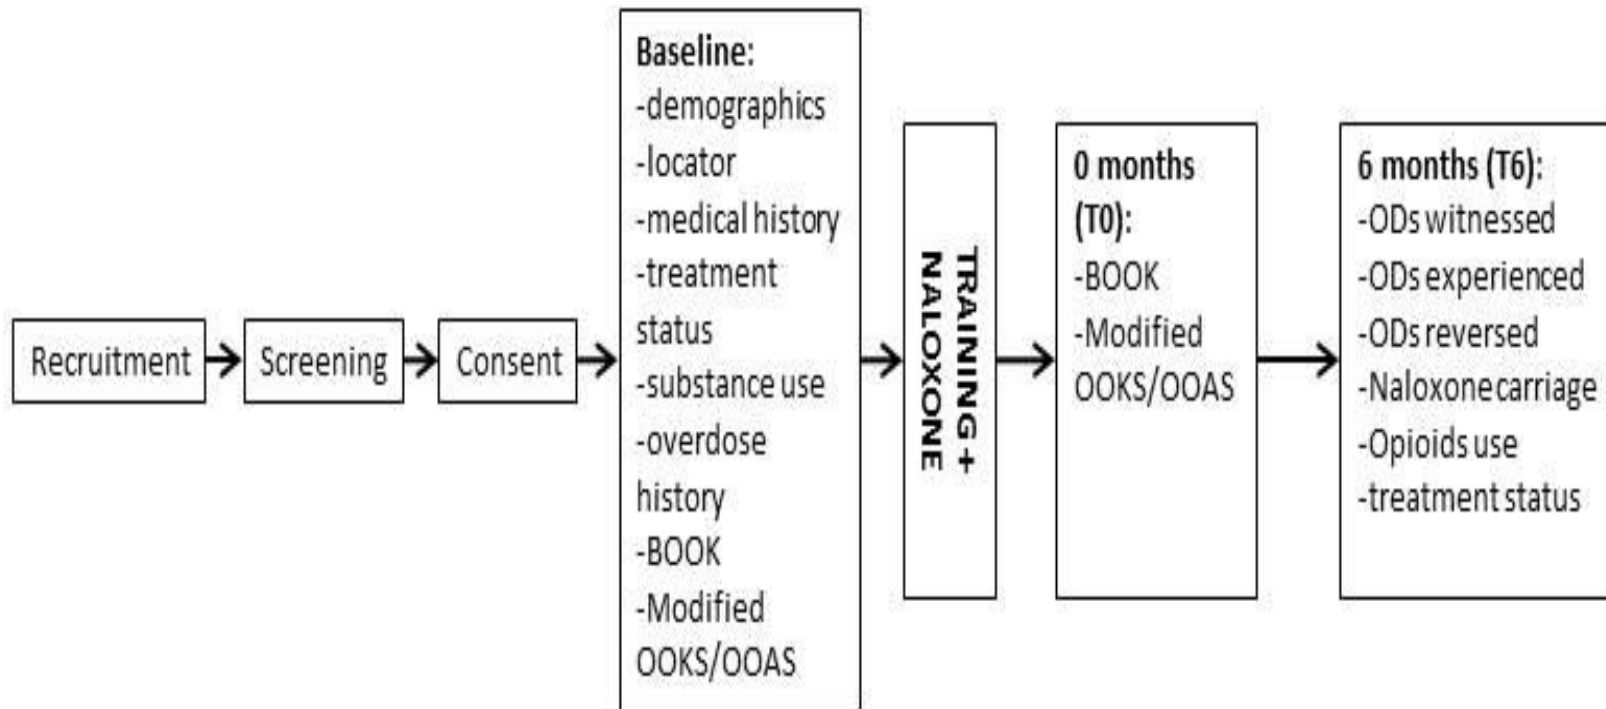 Recruitment
Screening
Consent
Baseline:
-demographics
-locator
-medical history
-treatment
status
-substance use
-overdose
history
-BOOK
-Modified
OOKS/OOAS
TRAINING +
NALOXONE
0 months
(T0):
-BOOK
-Modified
OOKS/OOAS
6 months (T6):
-ODs witnessed
-ODs experienced
-ODs reversed
-Naloxone carriage
-Opioids use
-treatment status